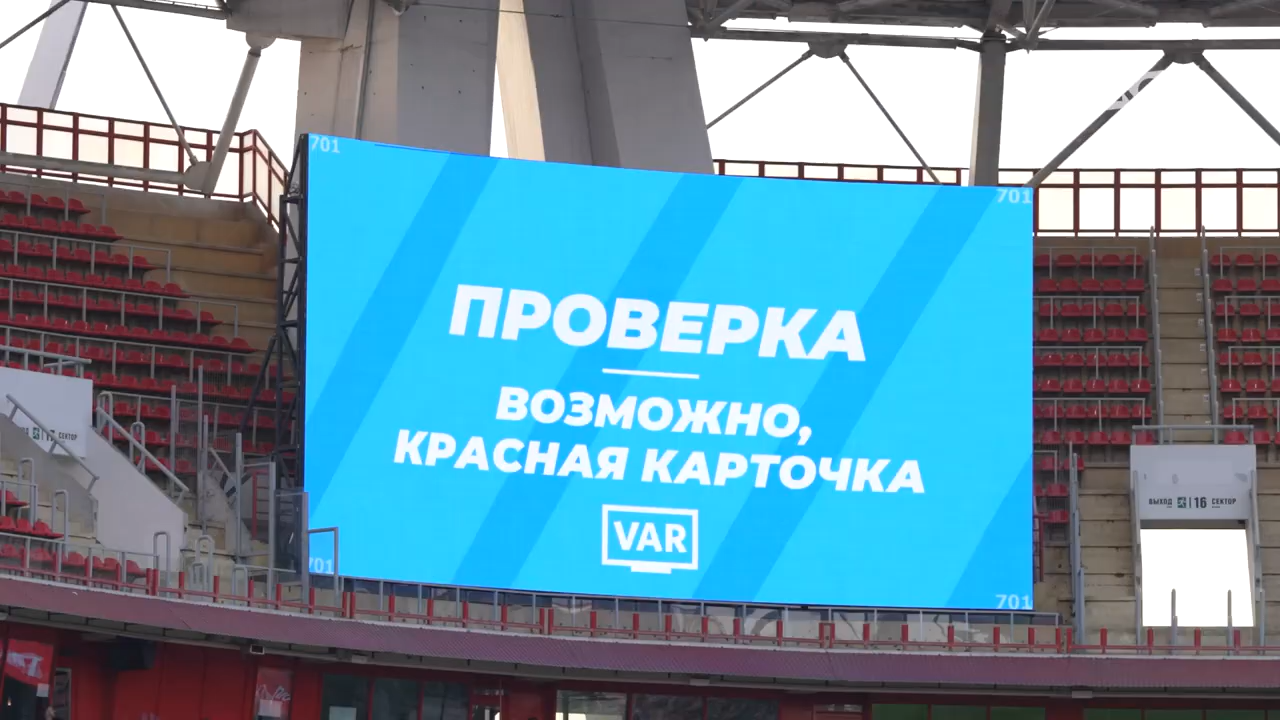 701
701
ПРОВЕРКА
ВОЗМОЖНО,
КРАСНАЯ КАРТОЧКА
VAR
701
701
СЕКТОР
ВЫХОД 16 СЕКТОР